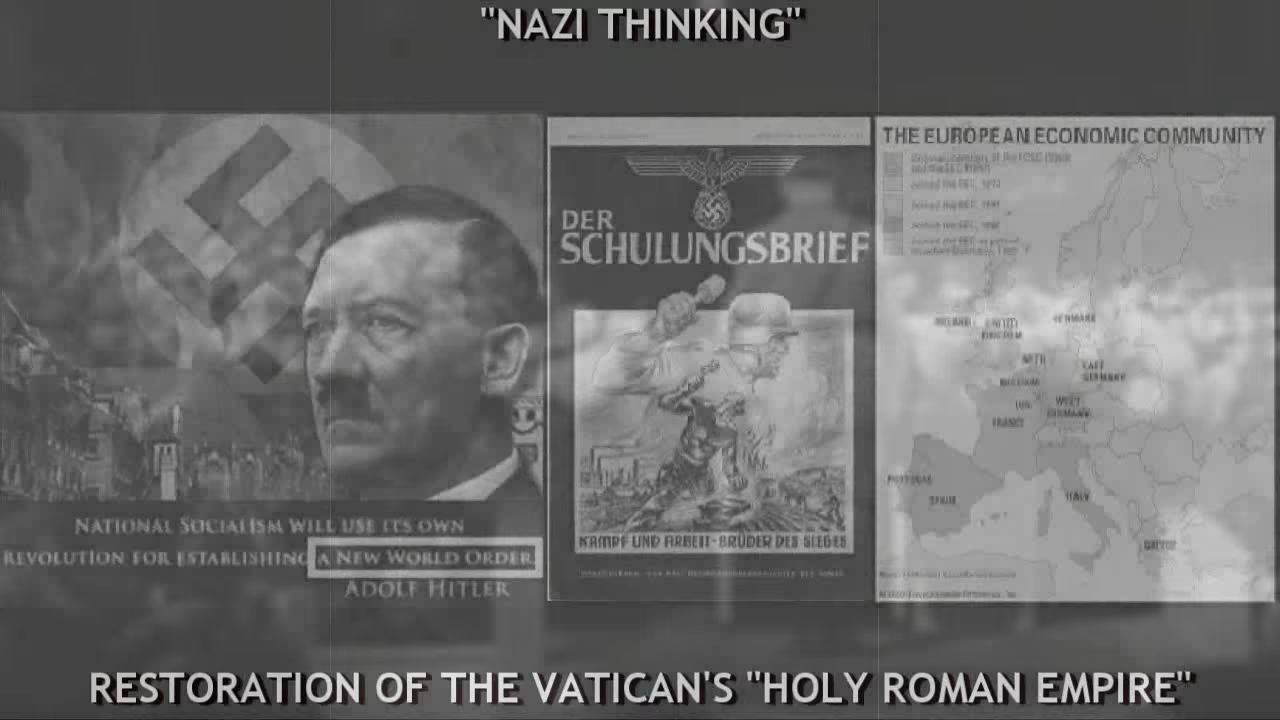 "NAZI THINKING"
NATIONAL SOCIALISM WILL USE ITS OWN
REVOLUTION FOR ESTABLISHING A NEW WORLD ORDER
ADOLF HITLER
DER
SCHULUNGSBRIEF
KAMPF UND ARBEIT-BRÜDER DES SIEGES
THE EUROPEAN ECONOMIC COMMUNITY
IRELAND
UNITED
KINGDOM
DENMARK
NETH
EAST
GERMANY
BELGIUM
LUX
WEST
GERMANY
FRANCE
PORTUGAL
SPAIN
ITALY
GREECE
RESTORATION OF THE VATICAN'S "HOLY ROMAN EMPIRE"